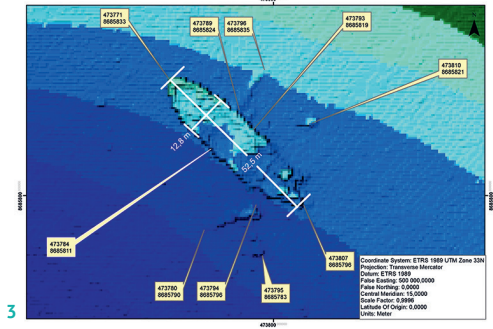 473771
8685833
473789
8685824
473796
8685835
473793
8685819
473810
8685821
12,8 m
52,5 m
473784
8685811
473780
8685790
473794
8685796
473795
8685783
473807
8685796
8685800
8685800
473800
Coordinate System: ETRS 1989 UTM Zone 33N
Projection: Transverse Mercator
Datum: ETRS 1989
False Easting: 500 000,0000
False Northing: 0,0000
Central Meridian: 15,0000
Scale Factor: 0,9996
Latitude Of Origin: 0,0000
Units: Meter
3